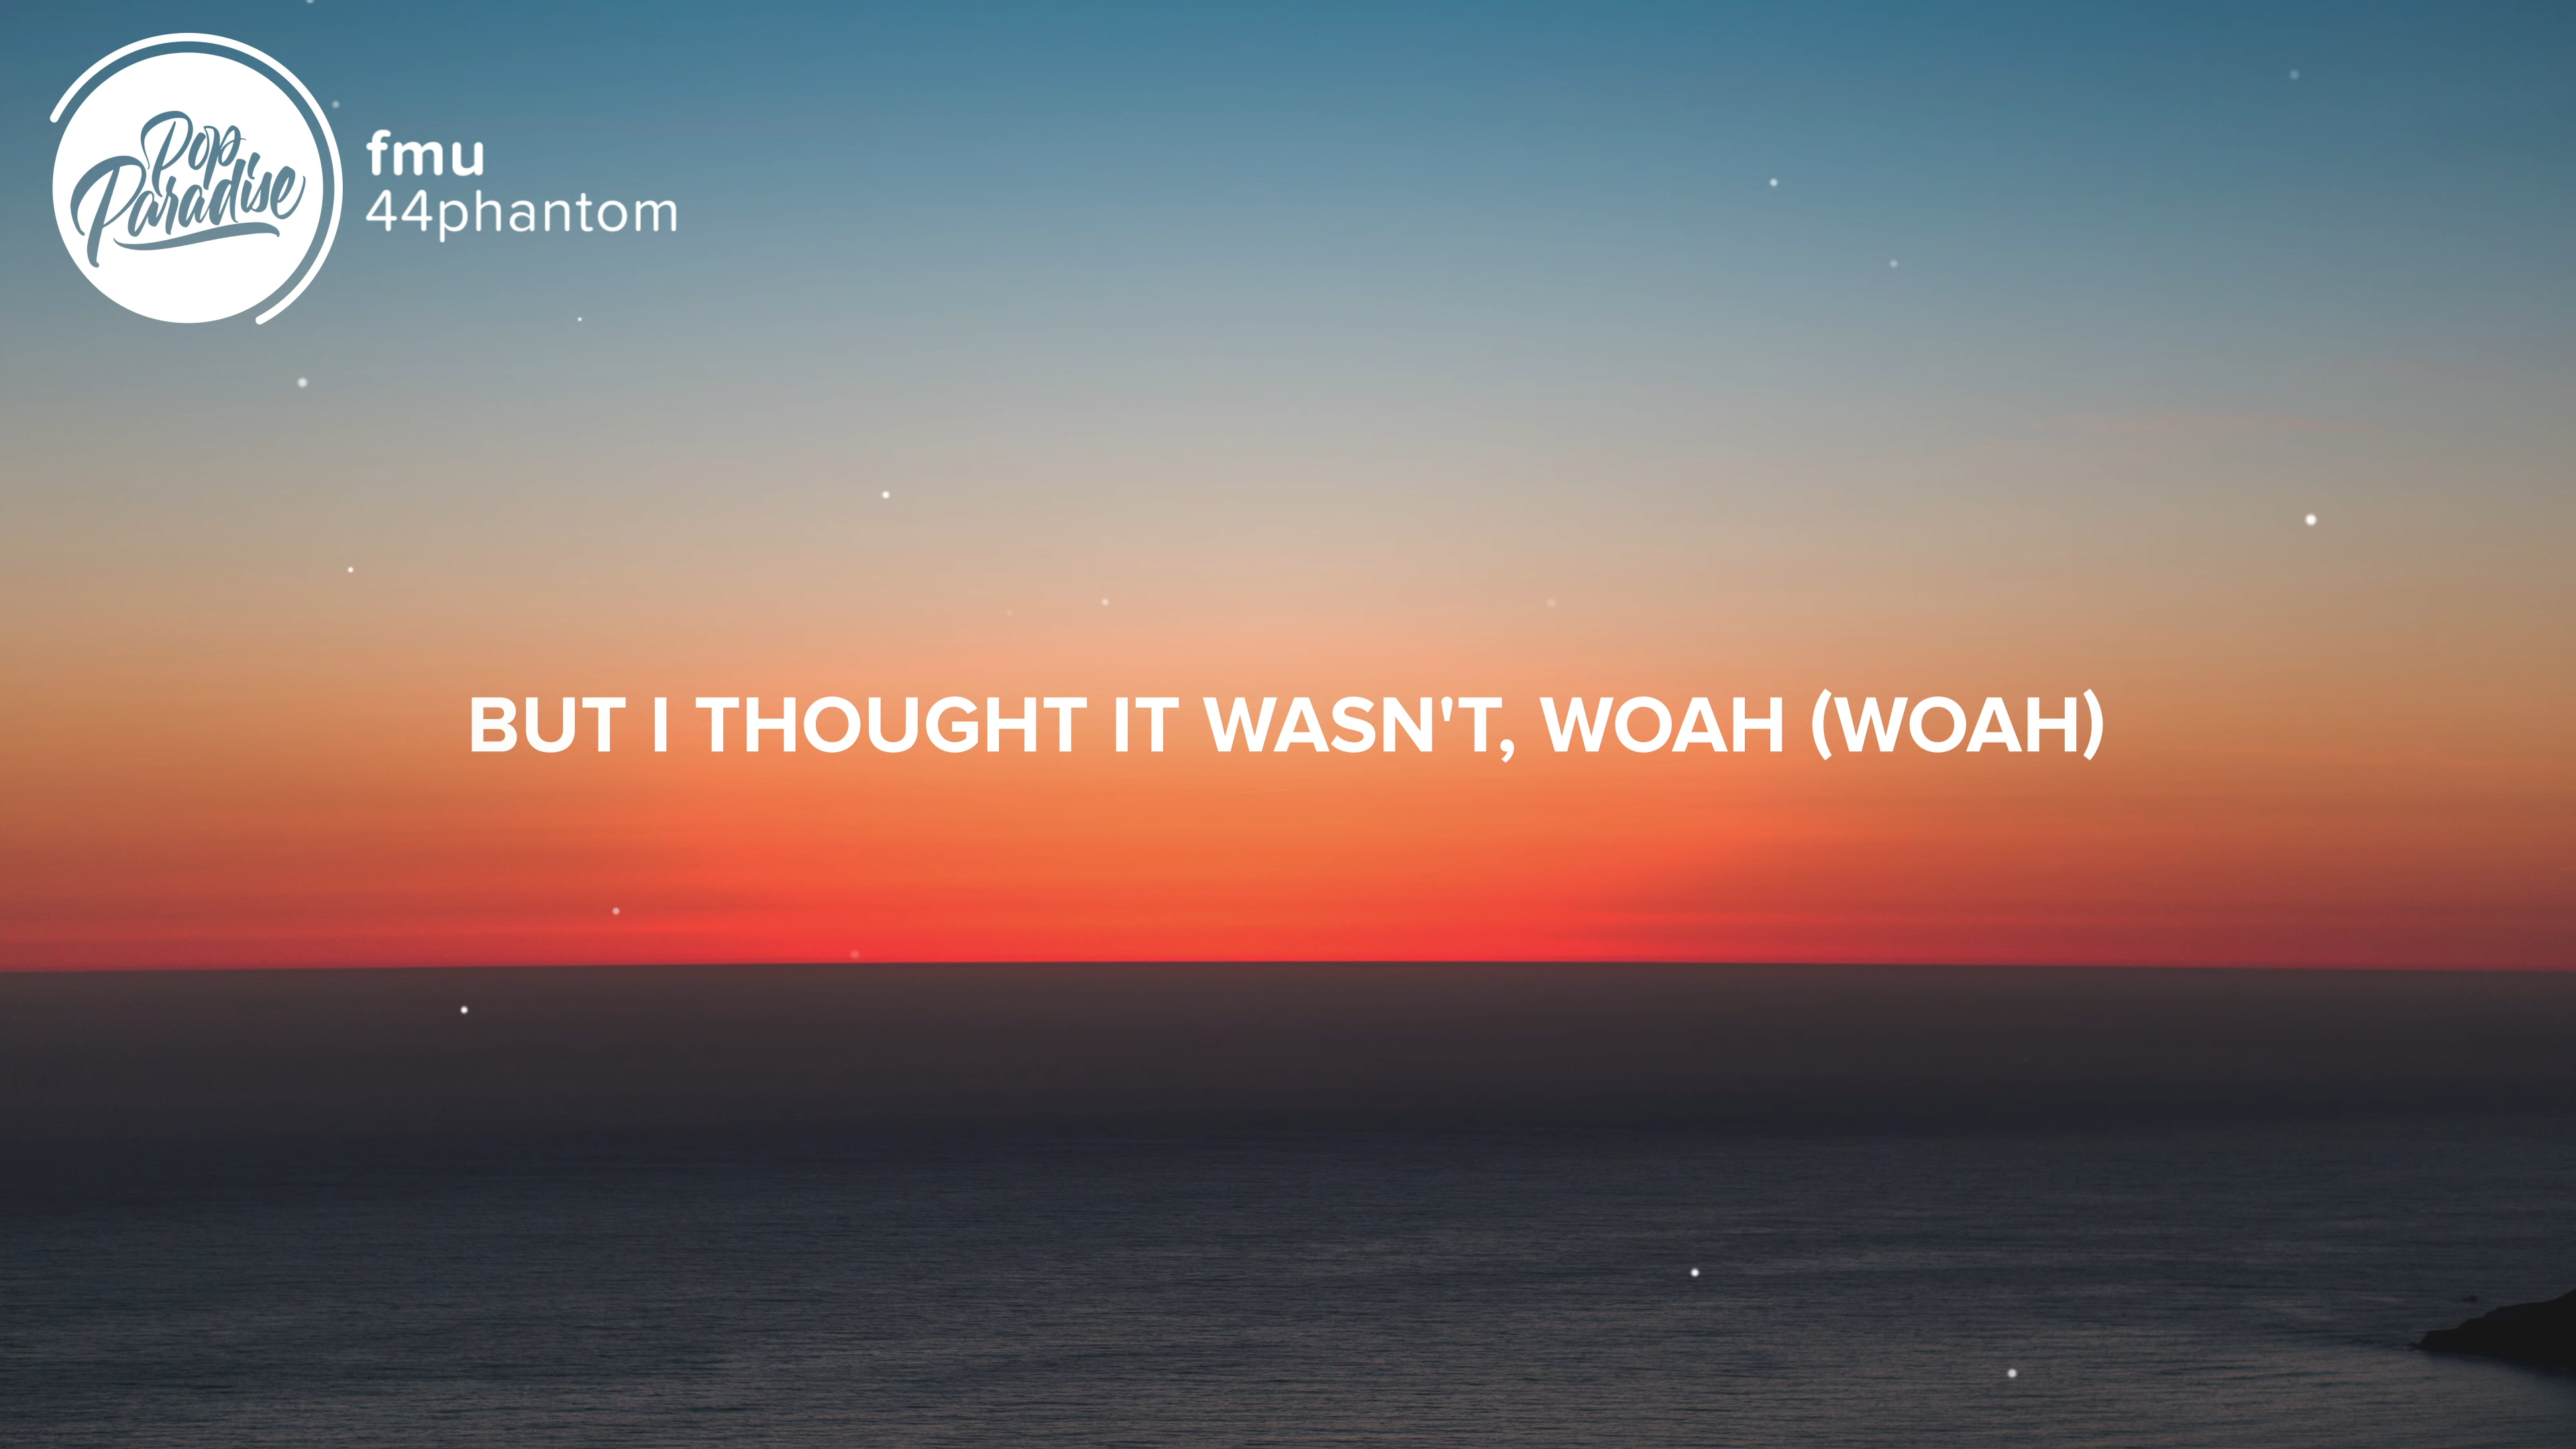 Pop
Paradise
fmu
44phantom
BUT I THOUGHT IT WASN'T, WOAH (WOAH)